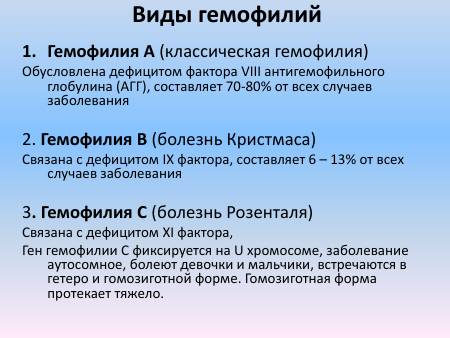 Виды гемофилий
1. Гемофилия А (классическая гемофилия)
Обусловлена дефицитом фактора VIII антигемофильного
глобулина (АГГ), составляет 70-80% от всех случаев
заболевания
2. Гемофилия В (болезнь Кристмаса)
Связана с дефицитом IX фактора, составляет 6 – 13% от всех
случаев заболевания
3. Гемофилия С (болезнь Розенталя)
Связана с дефицитом XI фактора,
Ген гемофилии С фиксируется на U хромосоме, заболевание
аутосомное, болеют девочки и мальчики, встречаются в
гетеро и гомозиготной форме. Гомозиготная форма
протекает тяжело.